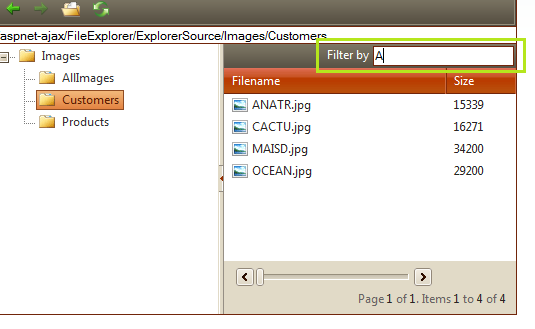 aspnet-ajax/FileExplorer/ExplorerSource/Images/Customers
Images
AllImages
Customers
Products
Filter by A
Filename Size
ANATR.jpg 15339
CACTU.jpg 16271
MAISD.jpg 34200
OCEAN.jpg 29200
Page 1 of 1. Items 1 to 4 of 4